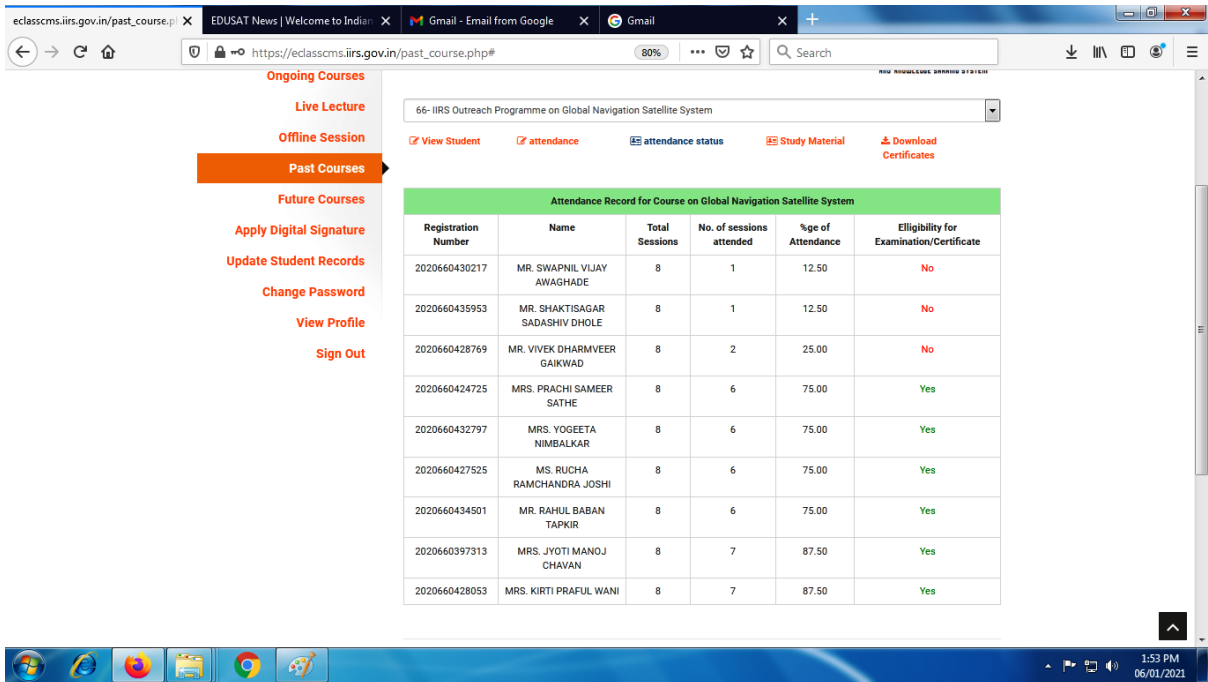 eclasscms.iirs.gov.in/past_course.p
EDUSAT News | Welcome to Indian
Gmail - Email from Google
Gmail
https://eclasscms.iirs.gov.in/past_course.php#
80%
Search
AND KNOWLEDGE SHARING SYSTEM
Ongoing Courses
Live Lecture
Offline Session
Past Courses
Future Courses
Apply Digital Signature
Update Student Records
Change Password
View Profile
Sign Out
66- IIRS Outreach Programme on Global Navigation Satellite System
View Student attendance attendance status Study Material Download
Certificates
Attendance Record for Course on Global Navigation Satellite System
Registration Name Total No. of sessions %ge of Elligibility for
Number Sessions attended Attendance Examination/Certificate
2020660430217 MR. SWAPNIL VIJAY 8 1 12.50 No
AWAGHADE
2020660435953 MR. SHAKTISAGAR 8 1 12.50 No
SADASHIV DHOLE
2020660428769 MR. VIVEK DHARMVEER 8 2 25.00 No
GAIKWAD
2020660424725 MRS. PRACHI SAMEER 8 6 75.00 Yes
SATHE
2020660432797 MRS. YOGEETA 8 6 75.00 Yes
NIMBALKAR
2020660427525 MS. RUCHA 8 6 75.00 Yes
RAMCHANDRA JOSHI
2020660434501 MR. RAHUL BABAN 8 6 75.00 Yes
TAPKIR
2020660397313 MRS. JYOTI MANOJ 8 7 87.50 Yes
CHAVAN
2020660428053 MRS. KIRTI PRAFUL WANI 8 7 87.50 Yes
1:53 PM
06/01/2021